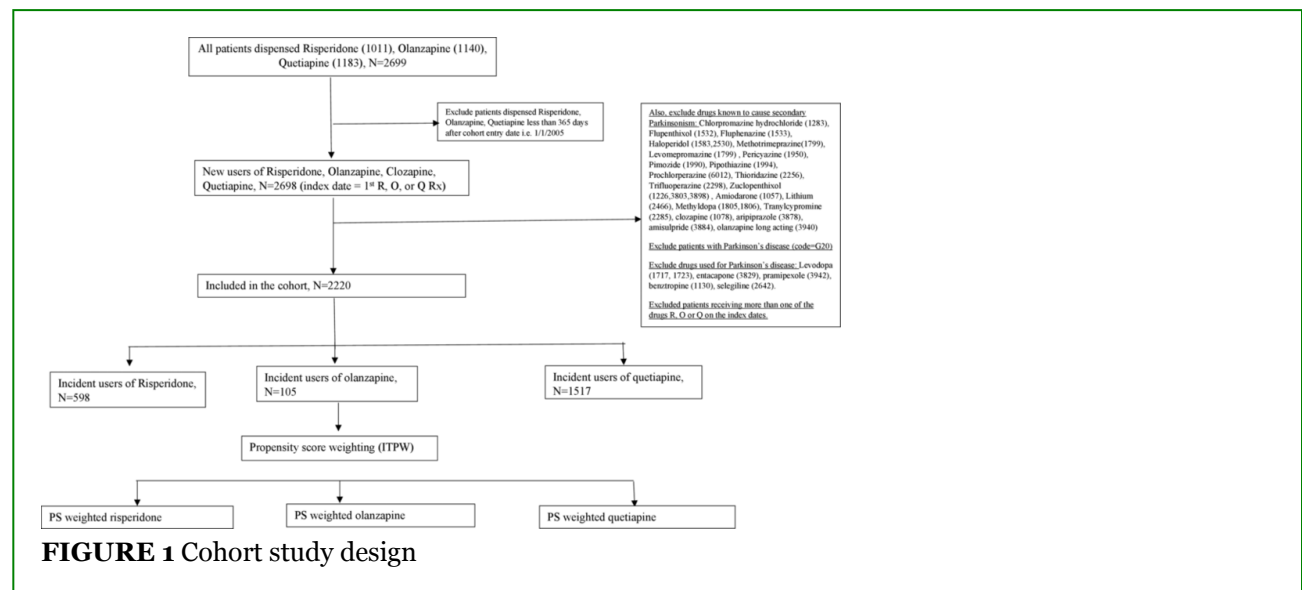 All patients dispensed Risperidone (1011), Olanzapine (1140),
Quetiapine (1183), N=2699
Exclude patients dispensed Risperidone,
Olanzapine, Quetiapine less than 365 days
after cohort entry date i.e. 1/1/2005
Also, exclude drugs known to cause secondary
Parkinsonism: Chlorpromazine hydrochloride (1283),
Flupenthixol (1532), Fluphenazine (1533),
Haloperidol (1583,2530), Methotrimeprazine(1799),
Levomepromazine (1799) , Pericyazine (1950),
Pimozide (1990), Pipothiazine (1994),
Prochlorperazine (6012), Thioridazine (2256),
Trifluoperazine (2298), Zuclopenthixol
(1226,3803,3898) , Amiodarone (1057), Lithium
(2466), Methyldopa (1805,1806), Tranylcypromine
(2285), clozapine (1078), aripiprazole (3878),
amisulpride (3884), olanzapine long acting (3940)
Exclude patients with Parkinson's disease (code=G20)
Exclude drugs used for Parkinson's disease: Levodopa
(1717, 1723), entacapone (3829), pramipexole (3942),
benztropine (1130), selegiline (2642).
Excluded patients receiving more than one of the
drugs R, O or Q on the index dates.
New users of Risperidone, Olanzapine, Clozapine,
Quetiapine, N=2698 (index date = 1st R, O, or Q Rx)
Included in the cohort, N=2220
Incident users of Risperidone,
N=598
Incident users of olanzapine,
N=105
Incident users of quetiapine,
N=1517
Propensity score weighting (ITPW)
PS weighted risperidone
PS weighted olanzapine
PS weighted quetiapine
FIGURE 1 Cohort study design